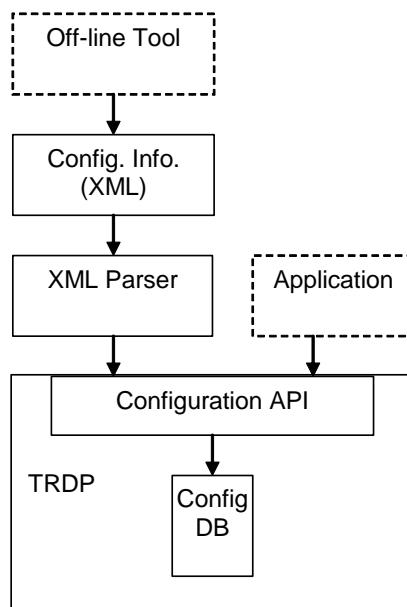 Off-line Tool
Config. Info.
(XML)
XML Parser
Application
Configuration API
TRDP
Config
DB